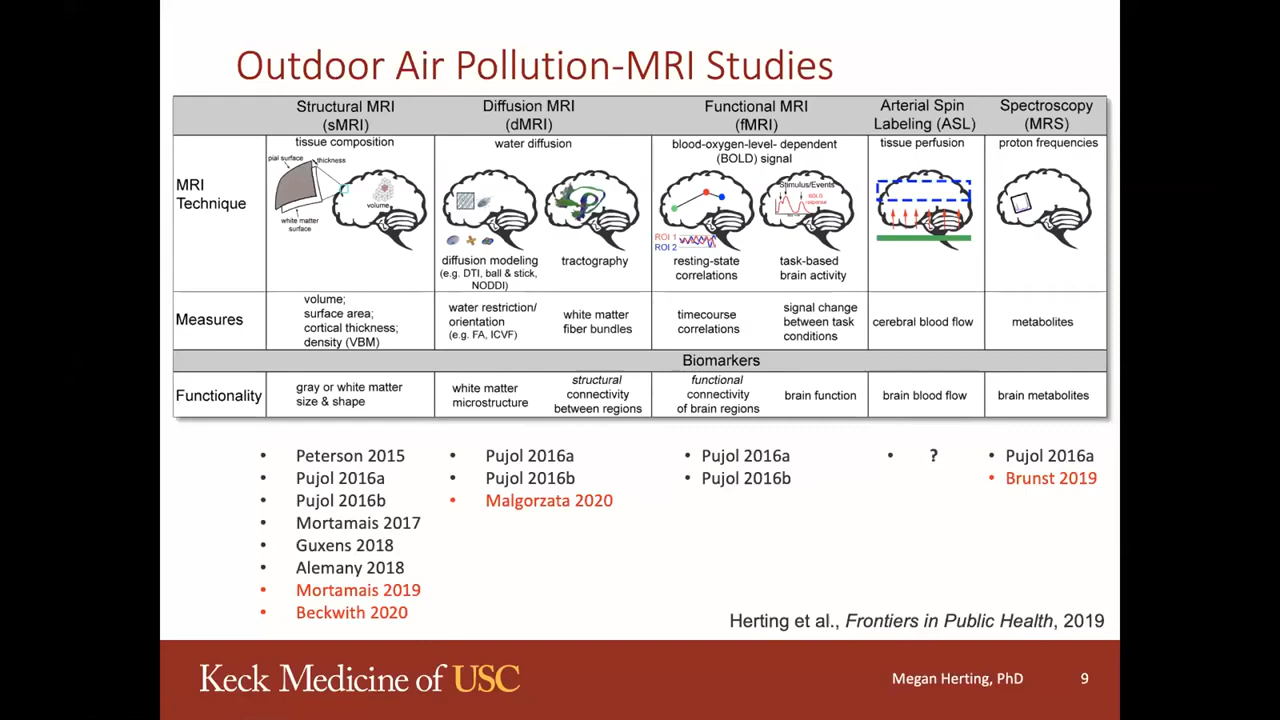 Outdoor Air Pollution-MRI Studies
Structural MRI
(sMRI)
Diffusion MRI
(dMRI)
Functional MRI
(fMRI)
Arterial Spin
Labeling (ASL)
Spectroscopy
(MRS)
MRI
Technique
tissue composition
pial surface
thickness
volume
white matter
surface
water diffusion
diffusion modeling
(e.g. DTI, ball & stick,
NODDI)
tractography
blood-oxygen-level- dependent
(BOLD) signal
ROI 1
ROI 2
resting-state
correlations
Stimulus/Events
BOLD
response
task-based
brain activity
tissue perfusion
proton frequencies
Measures
volume;
surface area;
cortical thickness;
density (VBM)
water restriction/
orientation
(e.g. FA, ICVF)
white matter
fiber bundles
timecourse
correlations
signal change
between task
conditions
cerebral blood flow
metabolites
Biomarkers
Functionality
gray or white matter
size & shape
white matter
microstructure
structural
connectivity
between regions
functional
connectivity
of brain regions
brain function
brain blood flow
brain metabolites
• Peterson 2015
• Pujol 2016a
• Pujol 2016b
• Mortamais 2017
• Guxens 2018
• Alemany 2018
• Mortamais 2019
• Beckwith 2020
• Pujol 2016a
• Pujol 2016b
• Malgorzata 2020
• Pujol 2016a
• Pujol 2016b
• ?
• Pujol 2016a
• Brunst 2019
Herting et al., Frontiers in Public Health, 2019
Keck Medicine of USC
Megan Herting, PhD
9